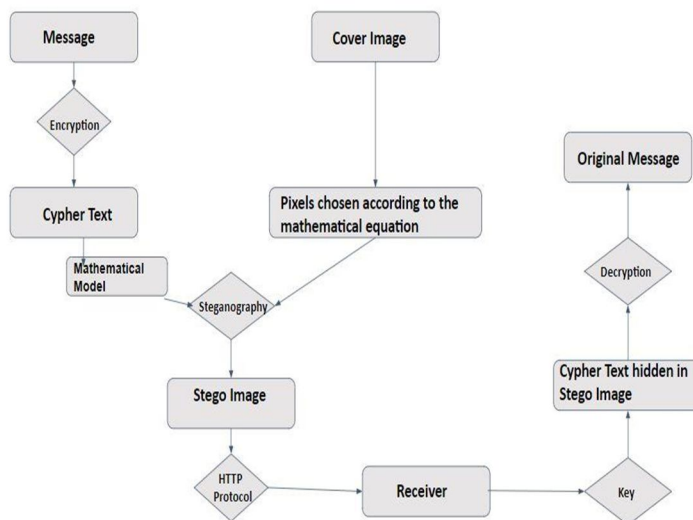 Message
Cover Image
Encryption
Original Message
Cypher Text
Pixels chosen according to the
mathematical equation
Mathematical
Model
Decryption
Steganography
Cypher Text hidden in
Stego Image
Stego Image
HTTP
Protocol
Receiver
Key